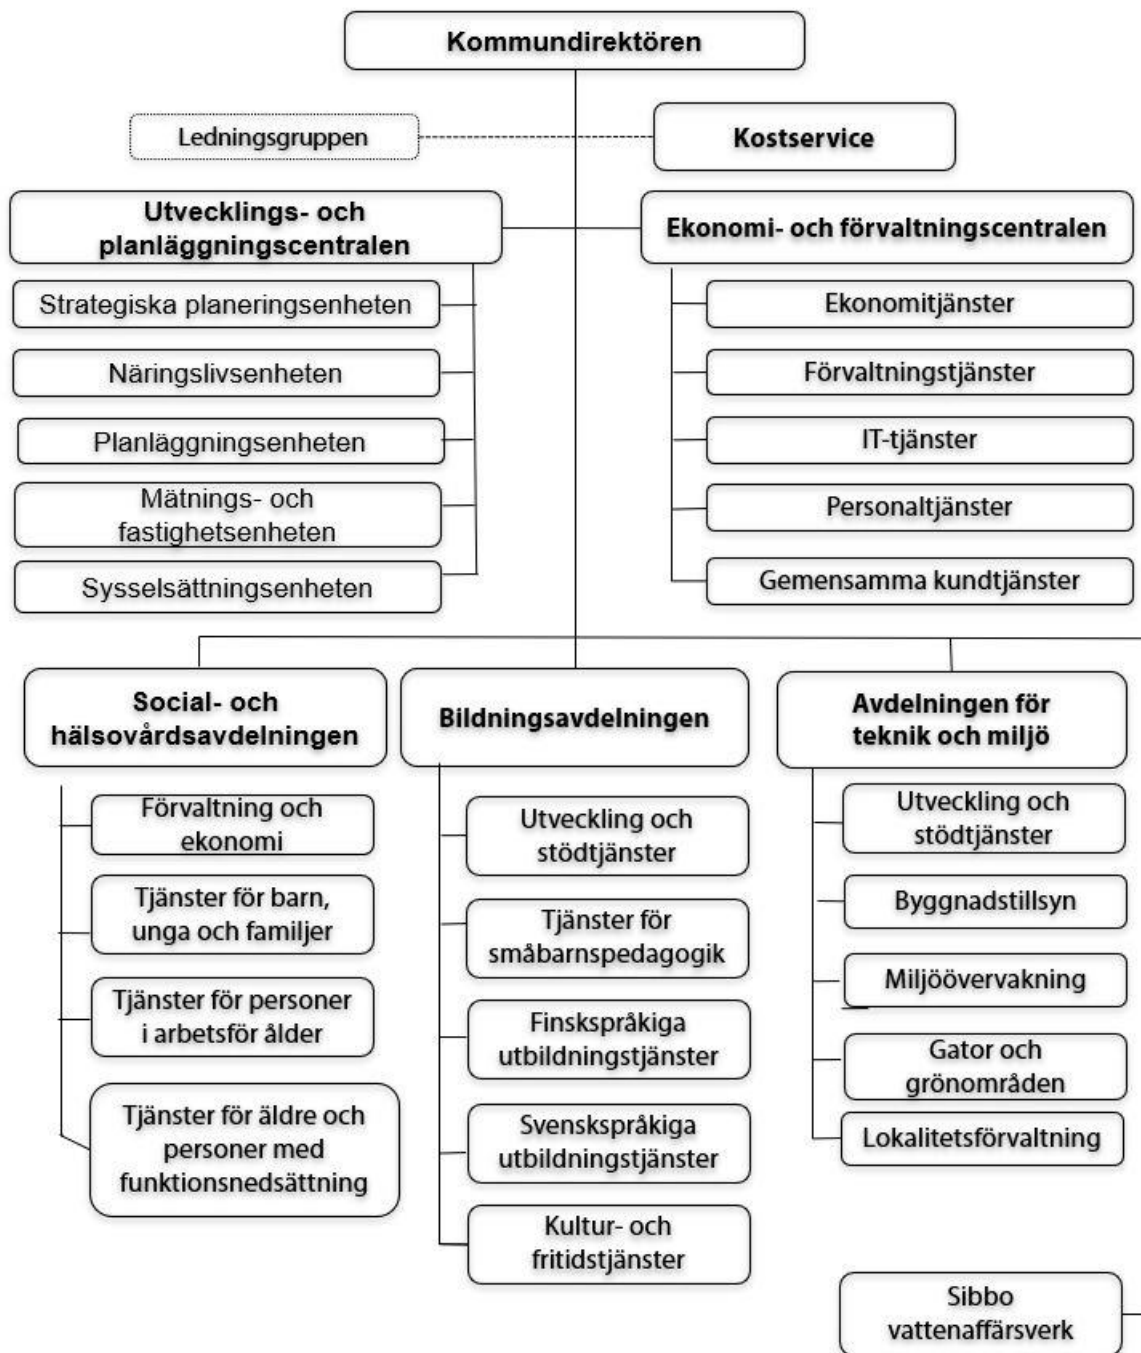 Kommundirektören
Ledningsgruppen
Kostservice
Utvecklings- och
planläggningscentralen
Ekonomi- och förvaltningscentralen
Strategiska planeringsenheten
Näringslivsenheten
Planläggningsenheten
Mätnings- och
fastighetsenheten
Sysselsättningsenheten
Ekonomitjänster
Förvaltningstjänster
IT-tjänster
Personaltjänster
Gemensamma kundtjänster
Social- och
hälsovårdsavdelningen
Förvaltning och
ekonomi
Tjänster för barn,
unga och familjer
Tjänster för personer
i arbetsför ålder
Tjänster för äldre och
personer med
funktionsnedsättning
Bildningsavdelningen
Utveckling och
stödtjänster
Tjänster för
småbarnspedagogik
Finskspråkiga
utbildningstjänster
Svenskspråkiga
utbildningstjänster
Kultur- och
fritidstjänster
Avdelningen för
teknik och miljö
Utveckling och
stödtjänster
Byggnadstillsyn
Miljöövervakning
Gator och
grönområden
Lokalitetsförvaltning
Sibbo
vattenaffärsverk